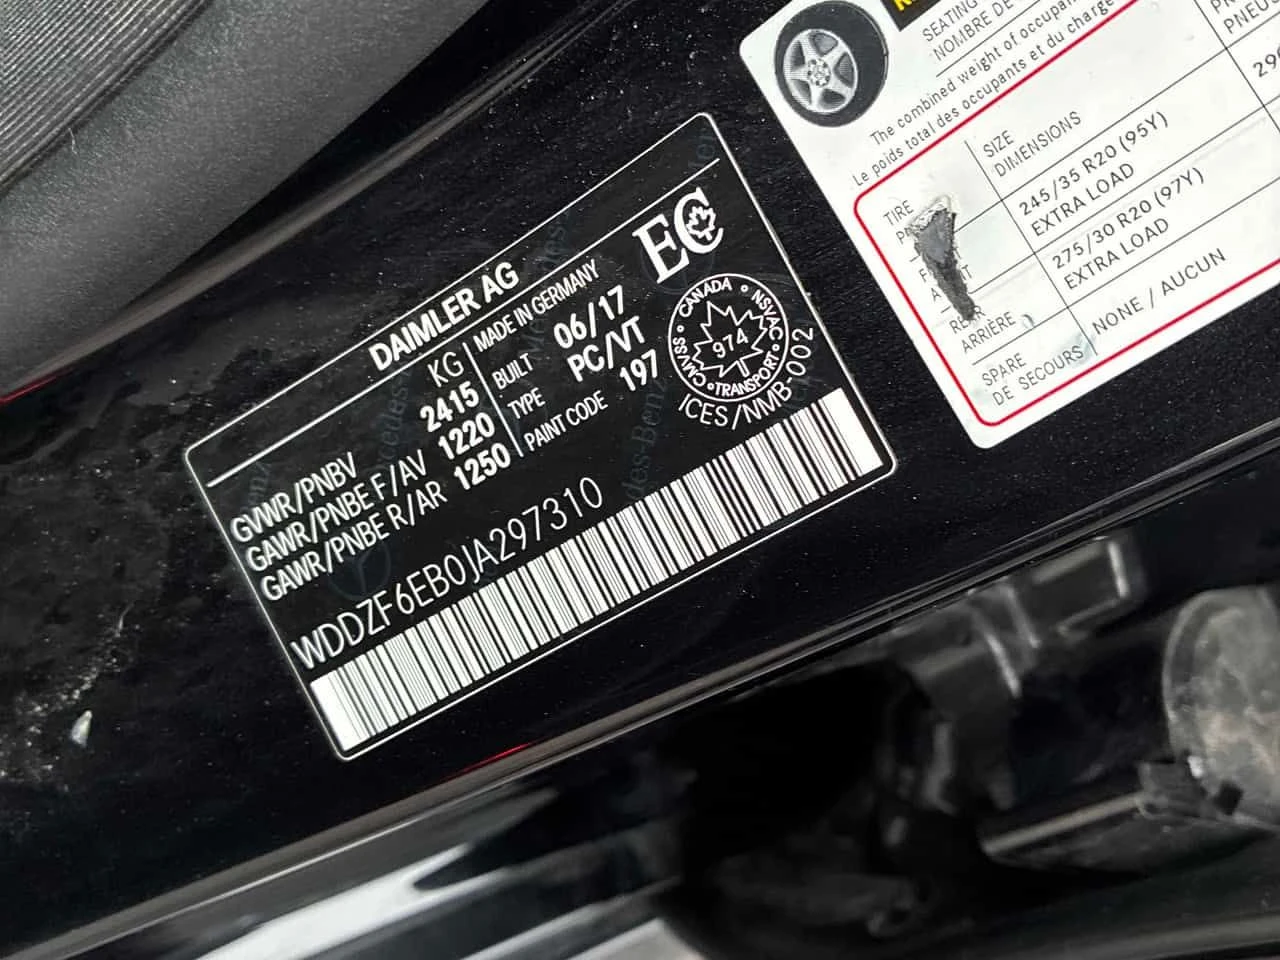 DAIMLER AG
KG
GVWR/PNBV 2415
GAWR/PNBE F/AV 1220
GAWR/PNBE R/AR 1250
MADE IN GERMANY
BUILT 06/17
TYPE PC/VT
PAINT CODE 197
EC
CANADA
NSVAC
TRANSPORT
CMVSS
974
ICES/NMB-002
WDDZF6EB0JA297310
SEATING
NOMBRE DE
The combined weight of occupan
Le poids total des occupants et du charge
TIRE
SIZE
DIMENSIONS
245/35 R20 (95Y)
EXTRA LOAD
REAR
ARRIÈRE
275/30 R20 (97Y)
EXTRA LOAD
SPARE
DE SECOURS
NONE / AUCUN
PNEUS